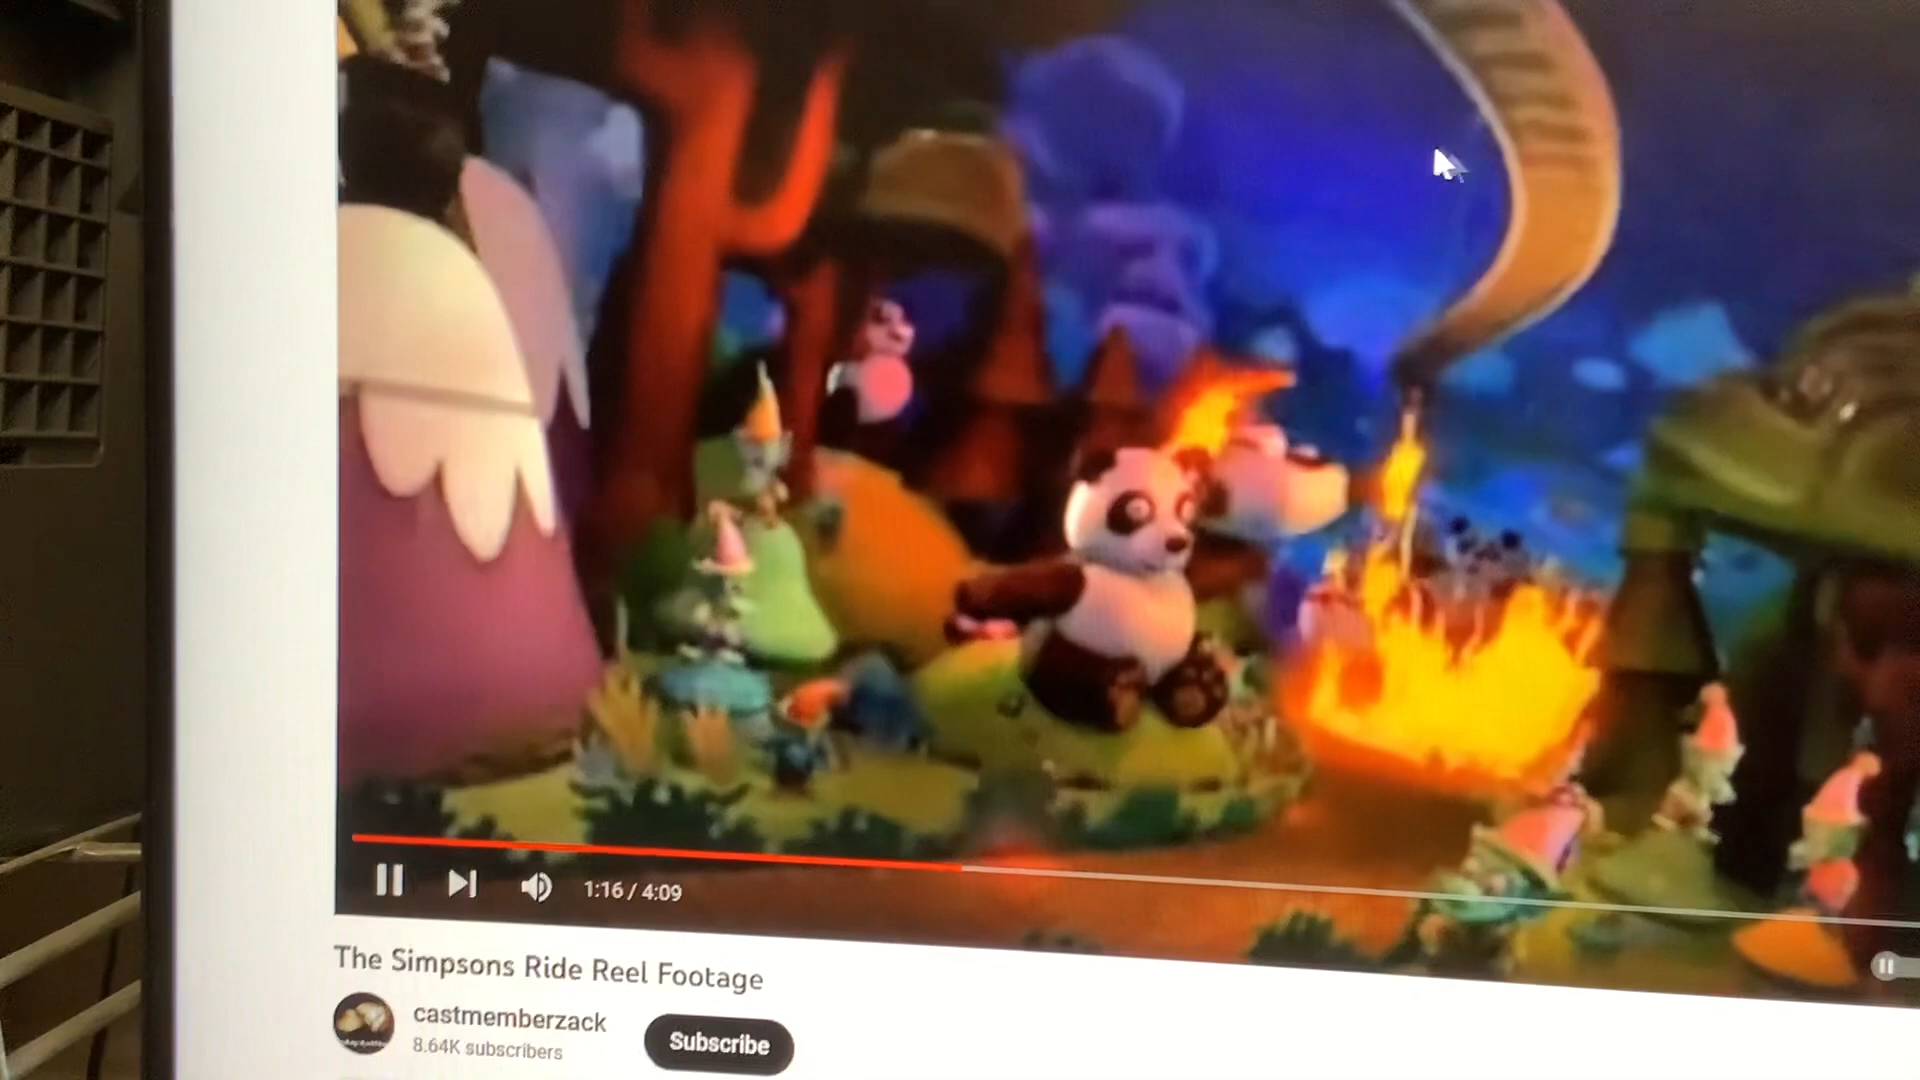 1:16 / 4:09
The Simpsons Ride Reel Footage
castmemberzack
8.64K subscribers
Subscribe